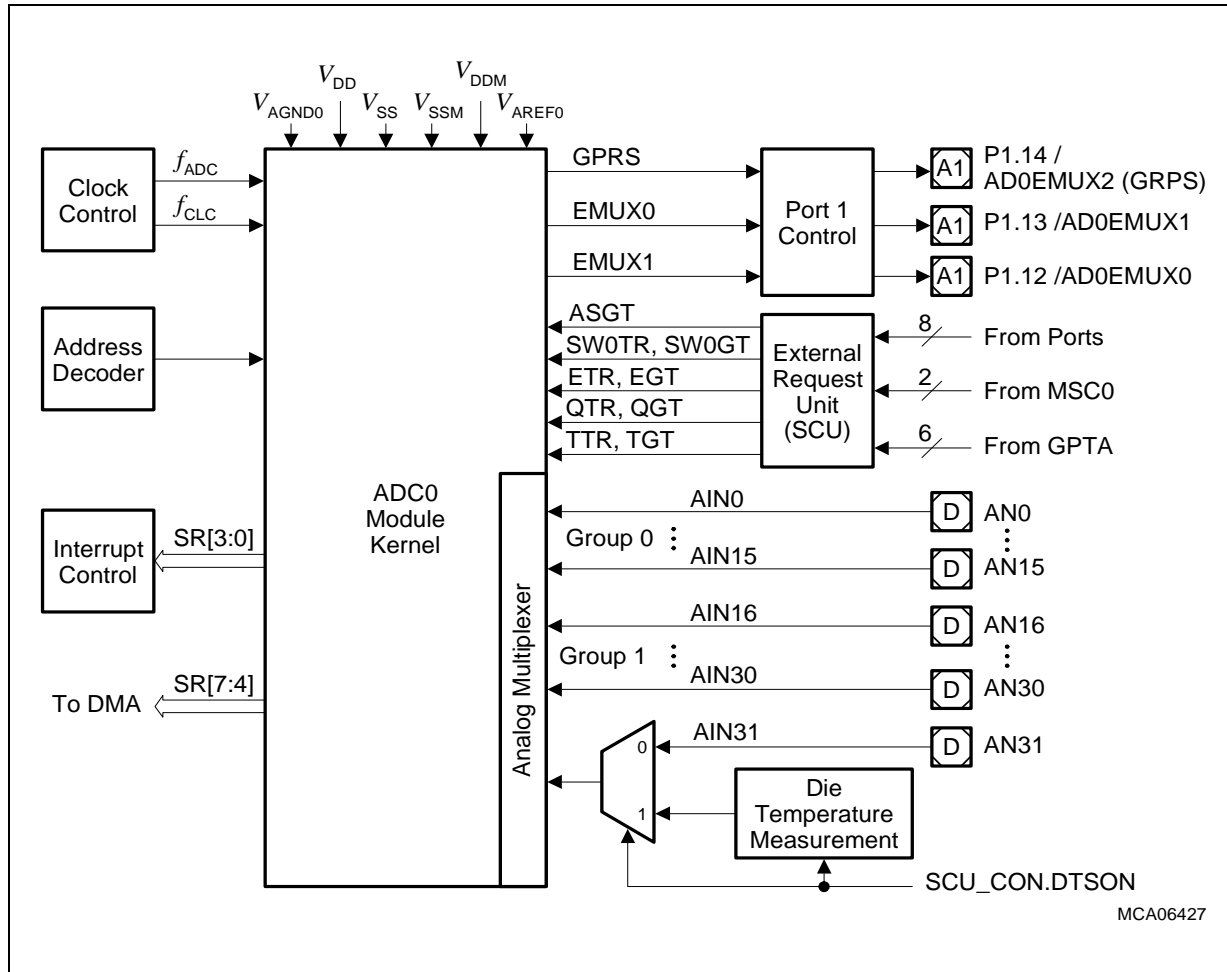 V_DD
V_DDM
V_AGND0
V_SS
V_SSM
V_AREF0
Clock
Control
f_ADC
f_CLC
GPRS
EMUX0
EMUX1
Port 1
Control
A1
P1.14 /
AD0EMUX2 (GRPS)
A1
P1.13 /AD0EMUX1
A1
P1.12 /AD0EMUX0
Address
Decoder
ASGT
SW0TR, SW0GT
ETR, EGT
QTR, QGT
TTR, TGT
External
Request
Unit
(SCU)
8
From Ports
2
From MSC0
6
From GPTA
ADC0
Module
Kernel
Analog Multiplexer
Interrupt
Control
SR[3:0]
To DMA
SR[7:4]
AIN0
D
AN0
Group 0
AIN15
D
AN15
AIN16
D
AN16
Group 1
AIN30
D
AN30
AIN31
D
AN31
0
1
Die
Temperature
Measurement
SCU_CON.DTSON
MCA06427